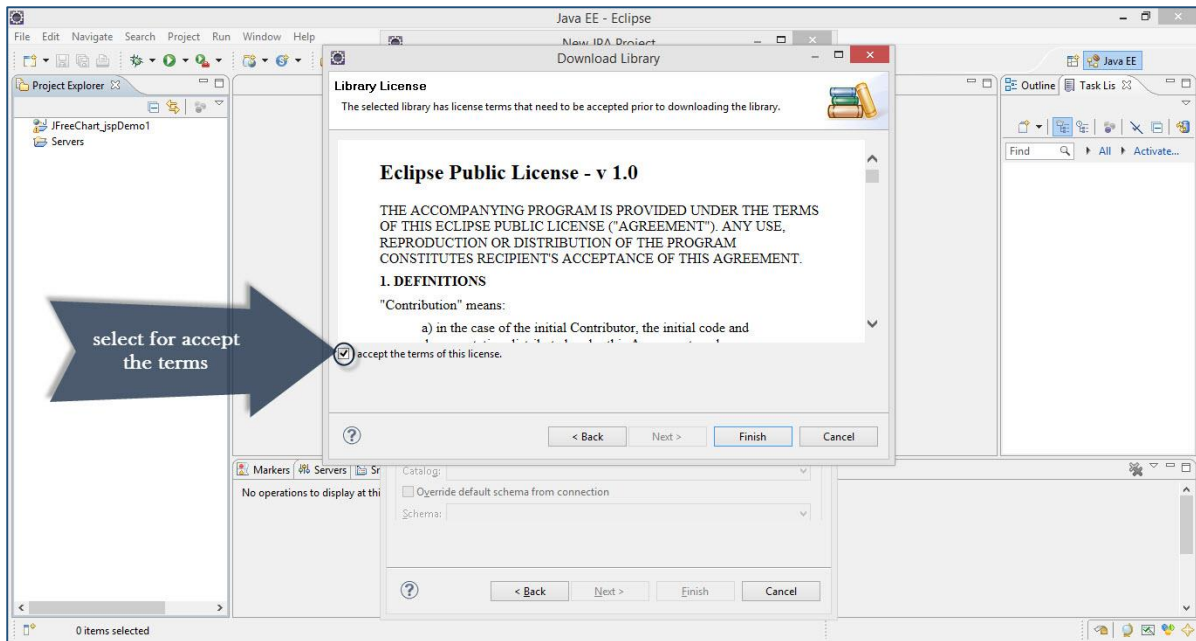 Java EE - Eclipse
File Edit Navigate Search Project Run Window Help
New JPA Project
Download Library
Java EE
Project Explorer
JFreeChart_jspDemo1
Servers
Library License
The selected library has license terms that need to be accepted prior to downloading the library.
Eclipse Public License - v 1.0
THE ACCOMPANYING PROGRAM IS PROVIDED UNDER THE TERMS
OF THIS ECLIPSE PUBLIC LICENSE ("AGREEMENT"). ANY USE,
REPRODUCTION OR DISTRIBUTION OF THE PROGRAM
CONSTITUTES RECIPIENT'S ACCEPTANCE OF THIS AGREEMENT.
1. DEFINITIONS
"Contribution" means:
a) in the case of the initial Contributor, the initial code and
select for accept
the terms
accept the terms of this license.
< Back Next > Finish Cancel
Outline Task Lis
Find All Activate...
Markers Servers Sr
No operations to display at thi
Catalog:
Override default schema from connection
Schema:
< Back Next > Finish Cancel
0 items selected